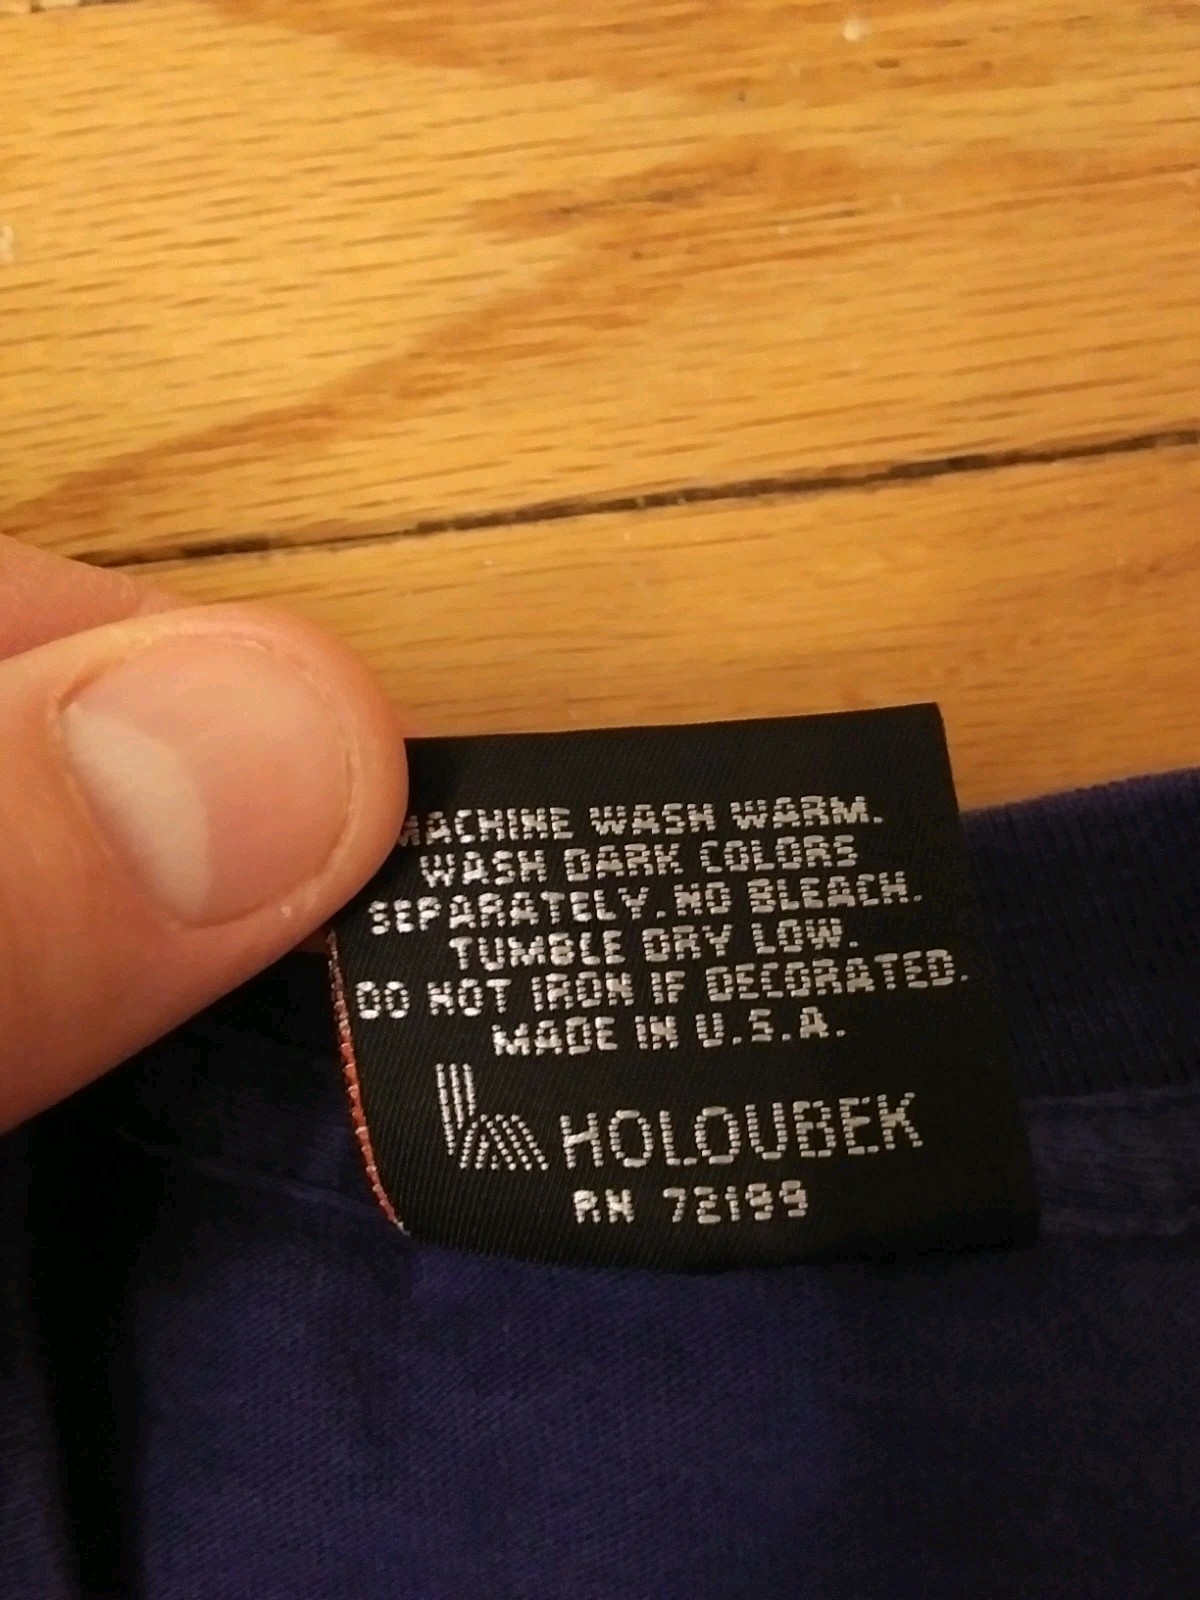 MACHINE WASH WARM.
WASH DARK COLORS
SEPARATELY. NO BLEACH.
TUMBLE DRY LOW.
DO NOT IRON IF DECORATED.
MADE IN U.S.A.
HOLOUBEK
RN 72199